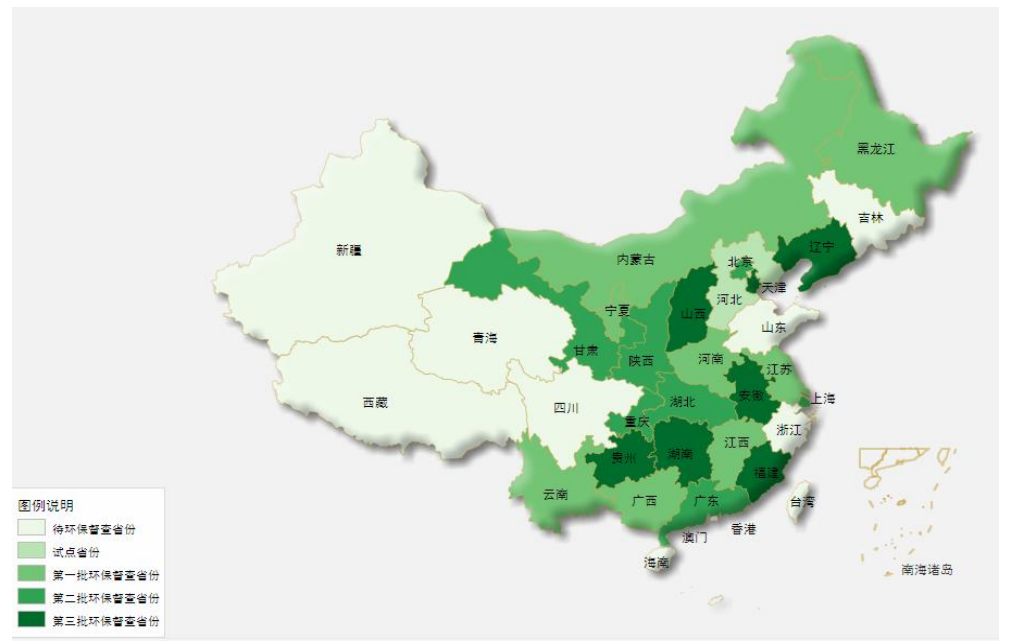 黑龙江
吉林
辽宁
新疆
内蒙古
北京
天津
宁夏
河北
山西
山东
青海
甘肃
陕西
河南
江苏
西藏
四川
湖北
安徽
上海
重庆
浙江
贵州
湖南
江西
福建
云南
广西
广东
台湾
香港
澳门
海南
南海诸岛
图例说明
待环保督查省份
试点省份
第一批环保督查省份
第二批环保督查省份
第三批环保督查省份